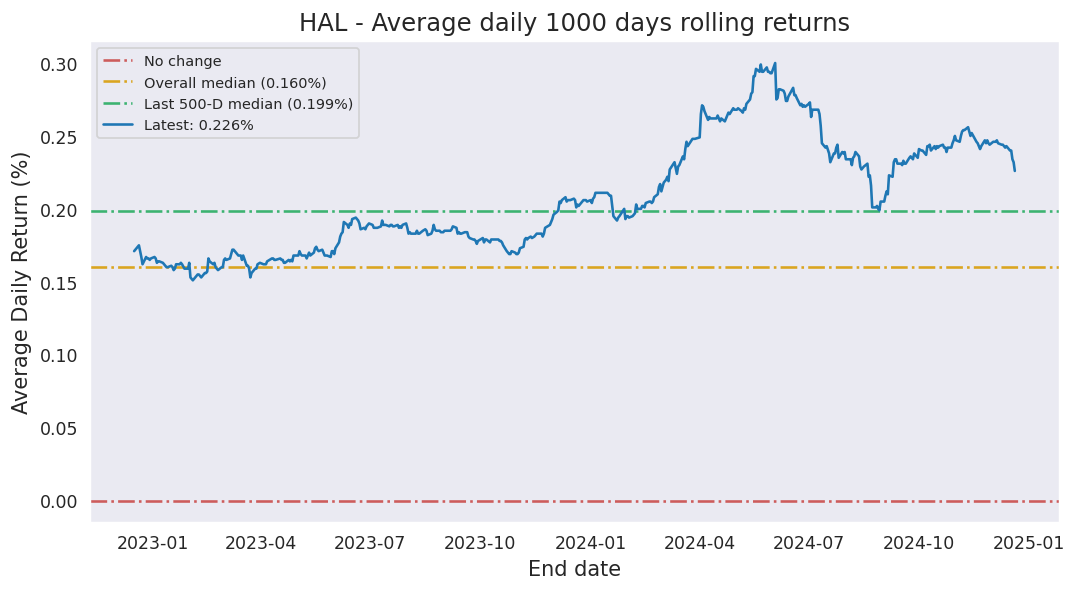 HAL - Average daily 1000 days rolling returns
No change
Overall median (0.160%)
Last 500-D median (0.199%)
Latest: 0.226%
Average Daily Return (%)
0.30
0.25
0.20
0.15
0.10
0.05
0.00
2023-01 2023-04 2023-07 2023-10 2024-01 2024-04 2024-07 2024-10 2025-01
End date